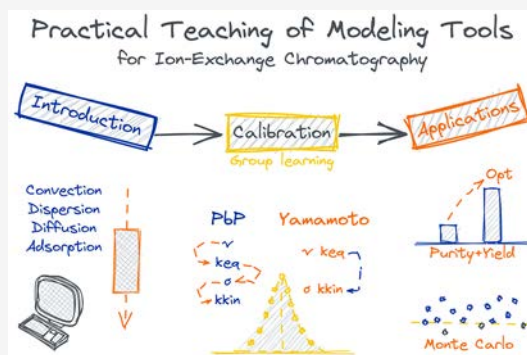 Practical Teaching of Modeling Tools
for Ion-Exchange Chromatography
Introduction
Calibration
Group learning
Applications
Convection
Dispersion
Diffusion
Adsorption
PbP
ν
keq
σ
kkin
Yamamoto
ν keq
σ kkin
Opt
Purity+Yield
Monte Carlo